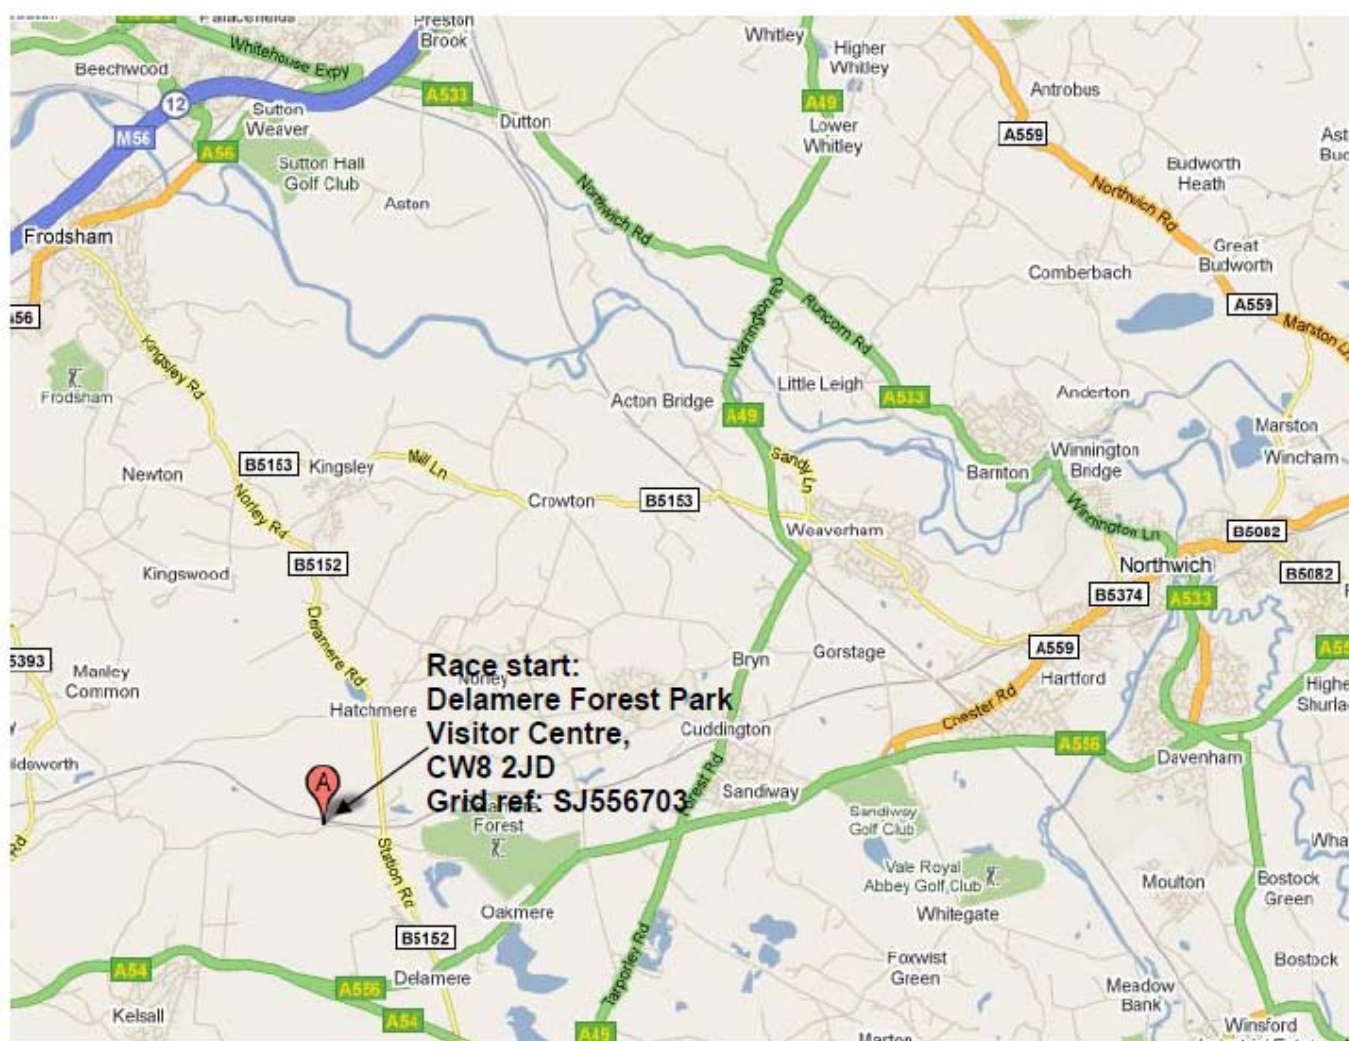 Palacefields
Preston
Brook
Whitley
Higher
Whitley
Whitehouse Expy
Beechwood
12
M56
Sutton
Weaver
A533
A49
Antrobus
Dutton
Lower
Whitley
A559
A56
Sutton Hall
Golf Club
Budworth
Heath
Aston
Northwich Rd
Northwich Rd
Frodsham
Great
Budworth
Comberbach
A559
Marston Ln
Warrington Rd
Runcorn Rd
Kingsley Rd
Frodsham
Little Leigh
Acton Bridge
A49
A533
Anderton
Marston
Wincham
Winnington
Bridge
Barnton
Newton
B5153
Kingsley
Mill Ln
Sandy Ln
Crowton
B5153
Norley Rd
Weaverham
Winnington Ln
B5082
Northwich
B5152
Kingswood
B5374
A533
B5082
Delamere Rd
A559
Hartford
Gorstage
Bryn
Manley
Common
Norley
Race start:
Delamere Forest Park
Visitor Centre,
CW8 2JD
Grid ref: SJ556703
Hatchmere
Cuddington
Chester Rd
A556
Davenham
Forest Rd
Sandiway
A
Forest
Sandiway
Golf Club
Station Rd
Vale Royal
Abbey Golf Club
Whitegate
Moulton
Bostock
Green
Oakmere
B5152
Tarporley Rd
Foxwist
Green
Bostock
Meadow
Bank
A54
A556
Delamere
Kelsall
A54
A49
Marton
Winsford